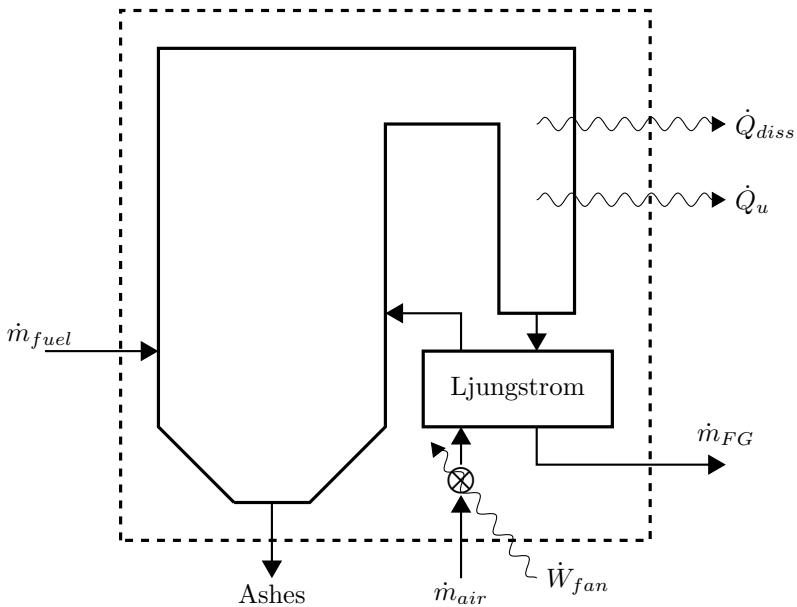 Q̇_diss
Q̇_u
ṁ_fuel
Ljungstrom
ṁ_FG
Ashes
ṁ_air
Ẇ_fan